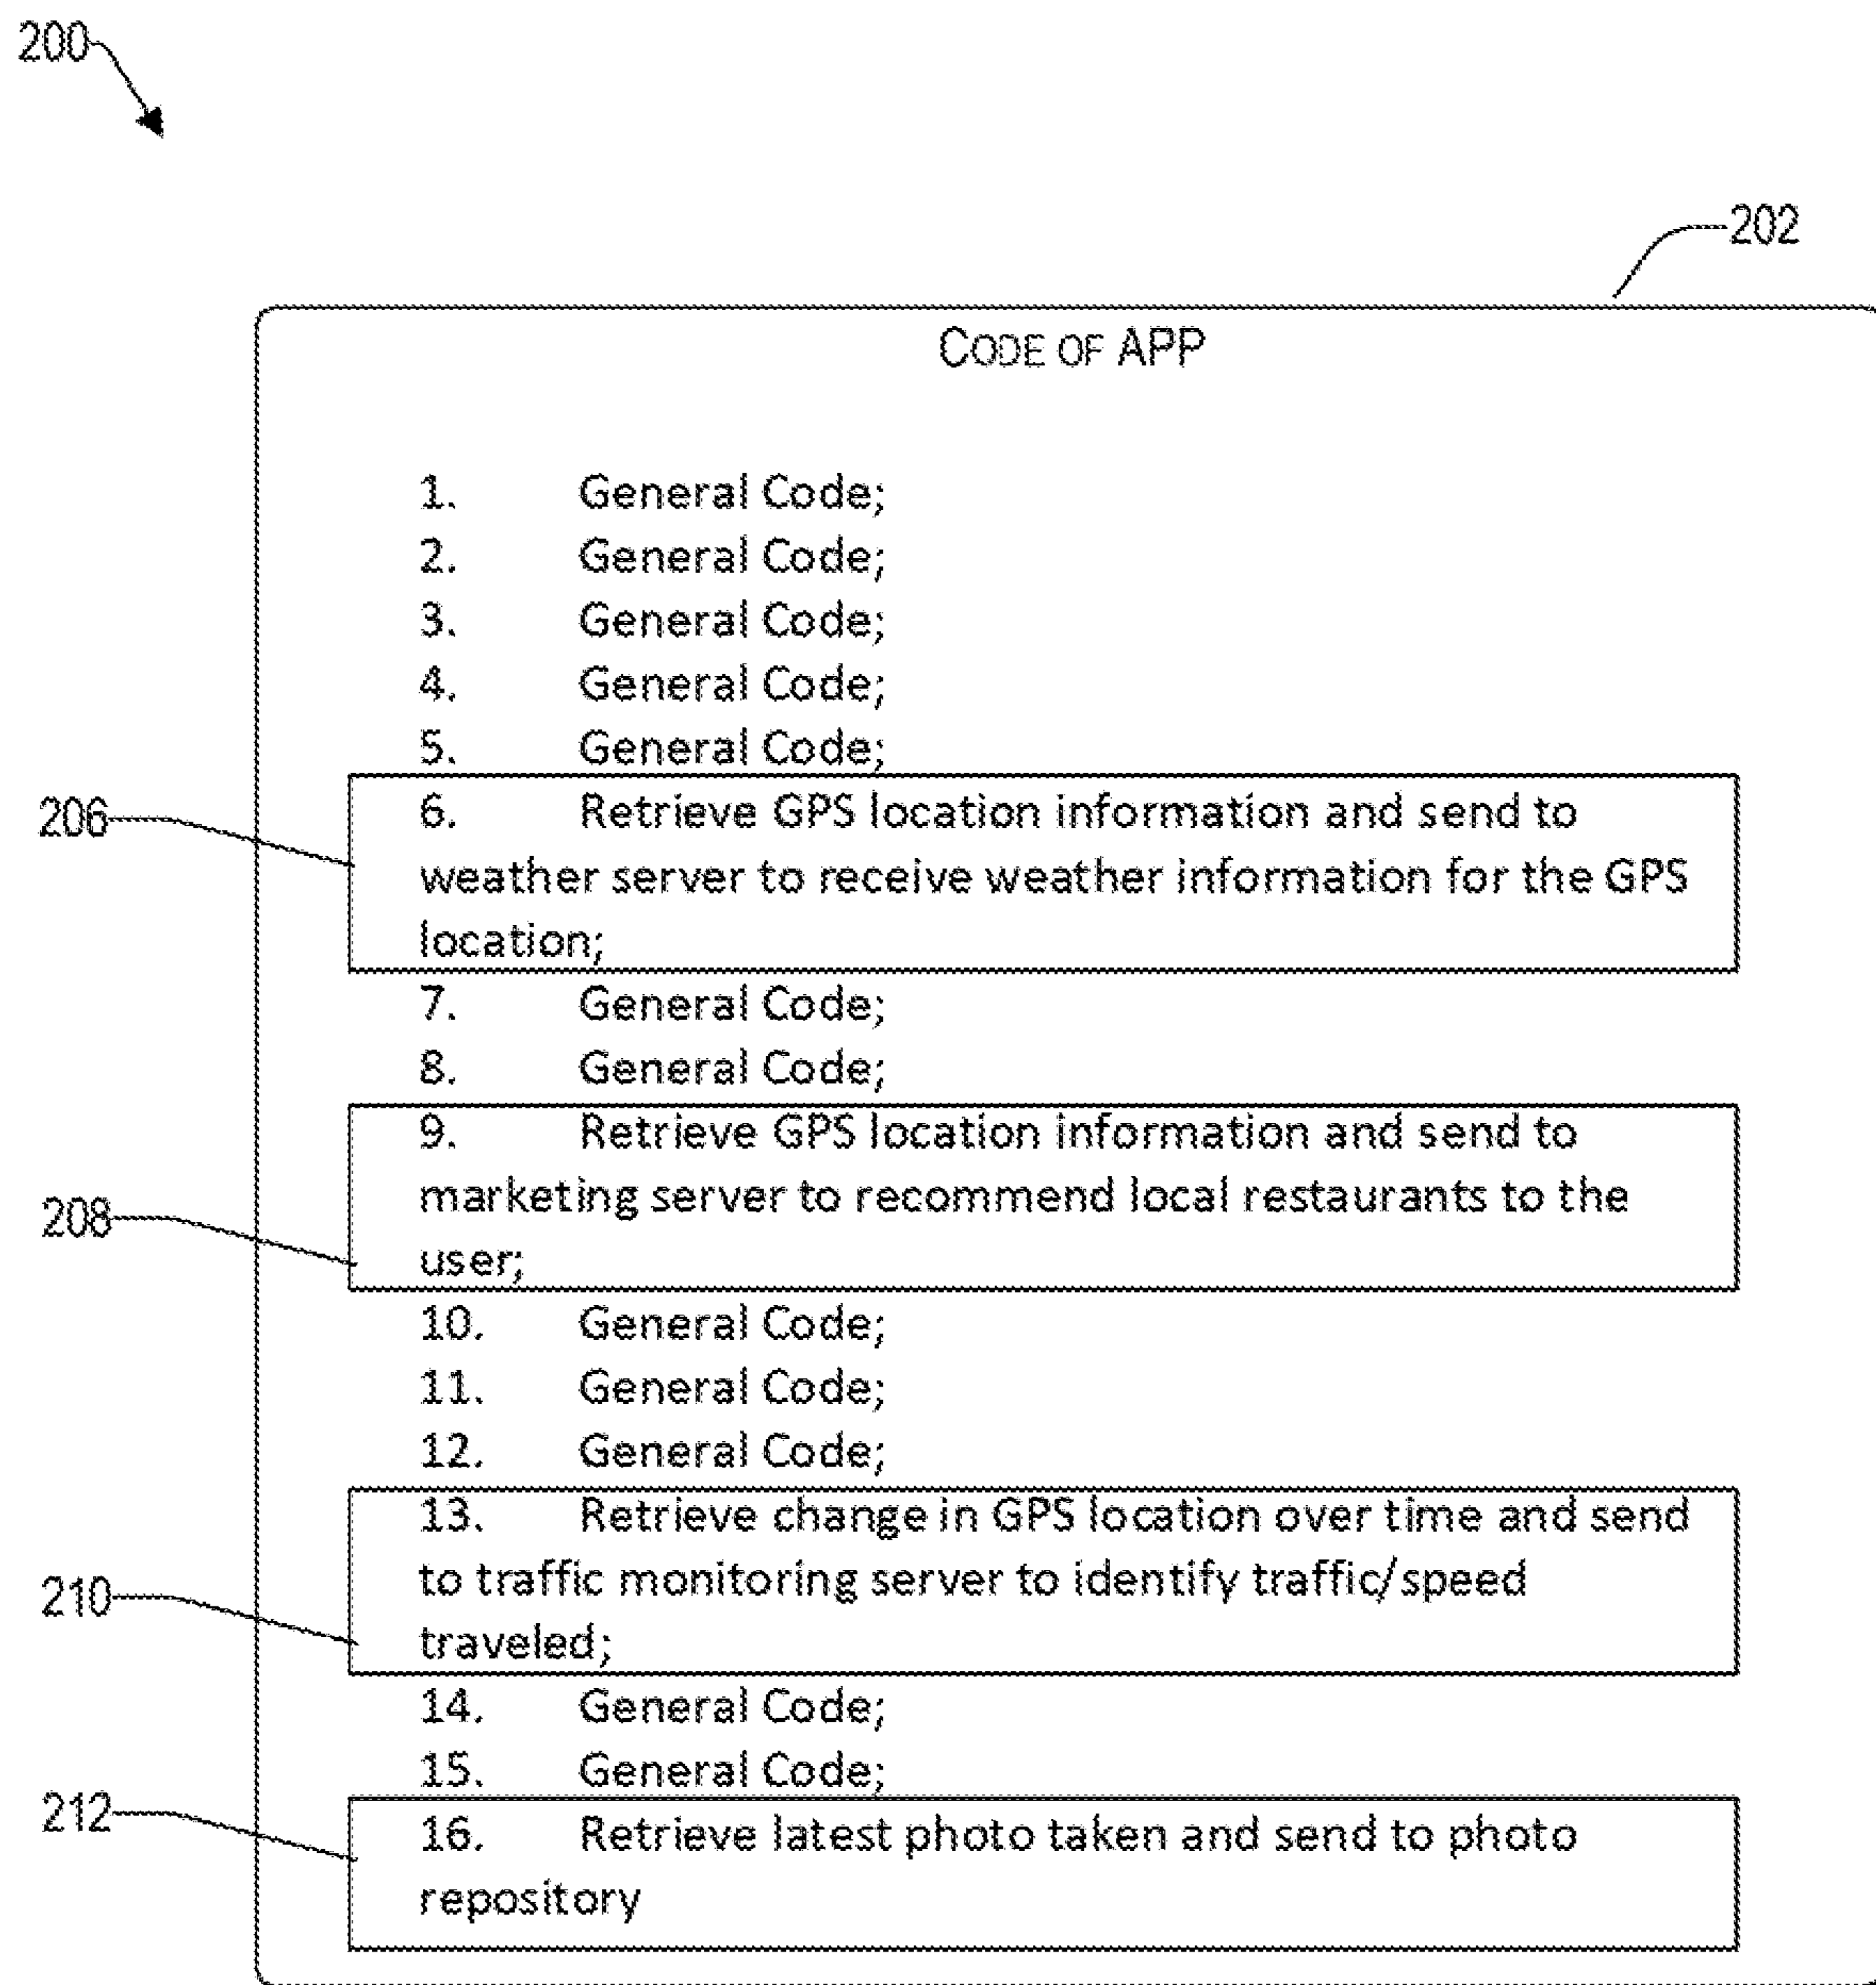 200
202
CODE OF APP
1. General Code;
2. General Code;
3. General Code;
4. General Code;
5. General Code;
206
6. Retrieve GPS location information and send to
weather server to receive weather information for the GPS
location;
7. General Code;
8. General Code;
9. Retrieve GPS location information and send to
marketing server to recommend local restaurants to the
208
user;
10. General Code;
11. General Code;
12. General Code;
13. Retrieve change in GPS location over time and send
to traffic monitoring server to identify traffic/speed
210
traveled;
14. General Code;
15. General Code;
212
16. Retrieve latest photo taken and send to photo
repository